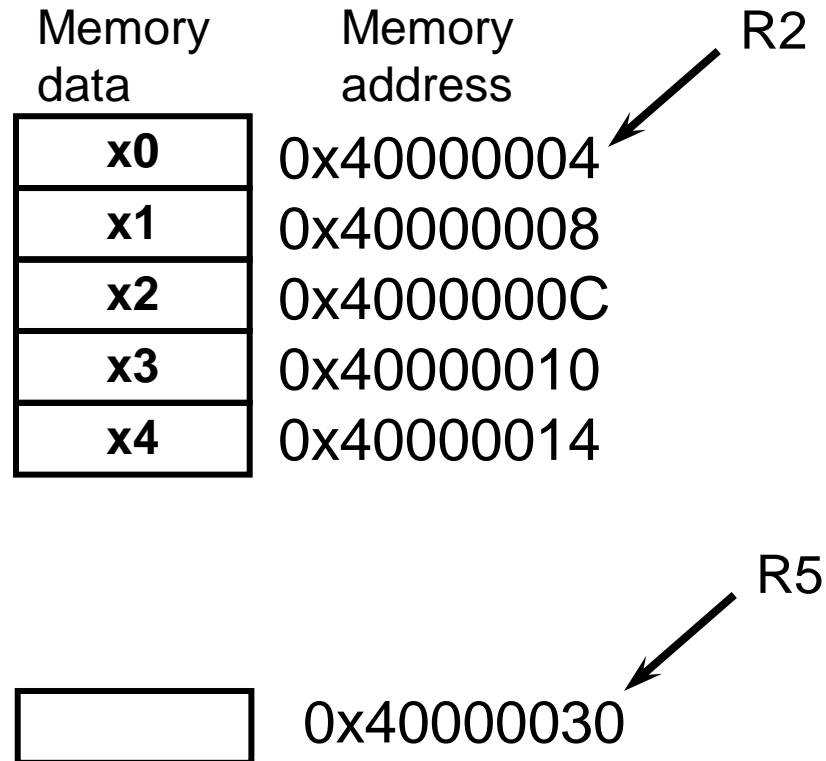 Memory data
Memory address
R2
x0 0x40000004
x1 0x40000008
x2 0x4000000C
x3 0x40000010
x4 0x40000014
R5
0x40000030